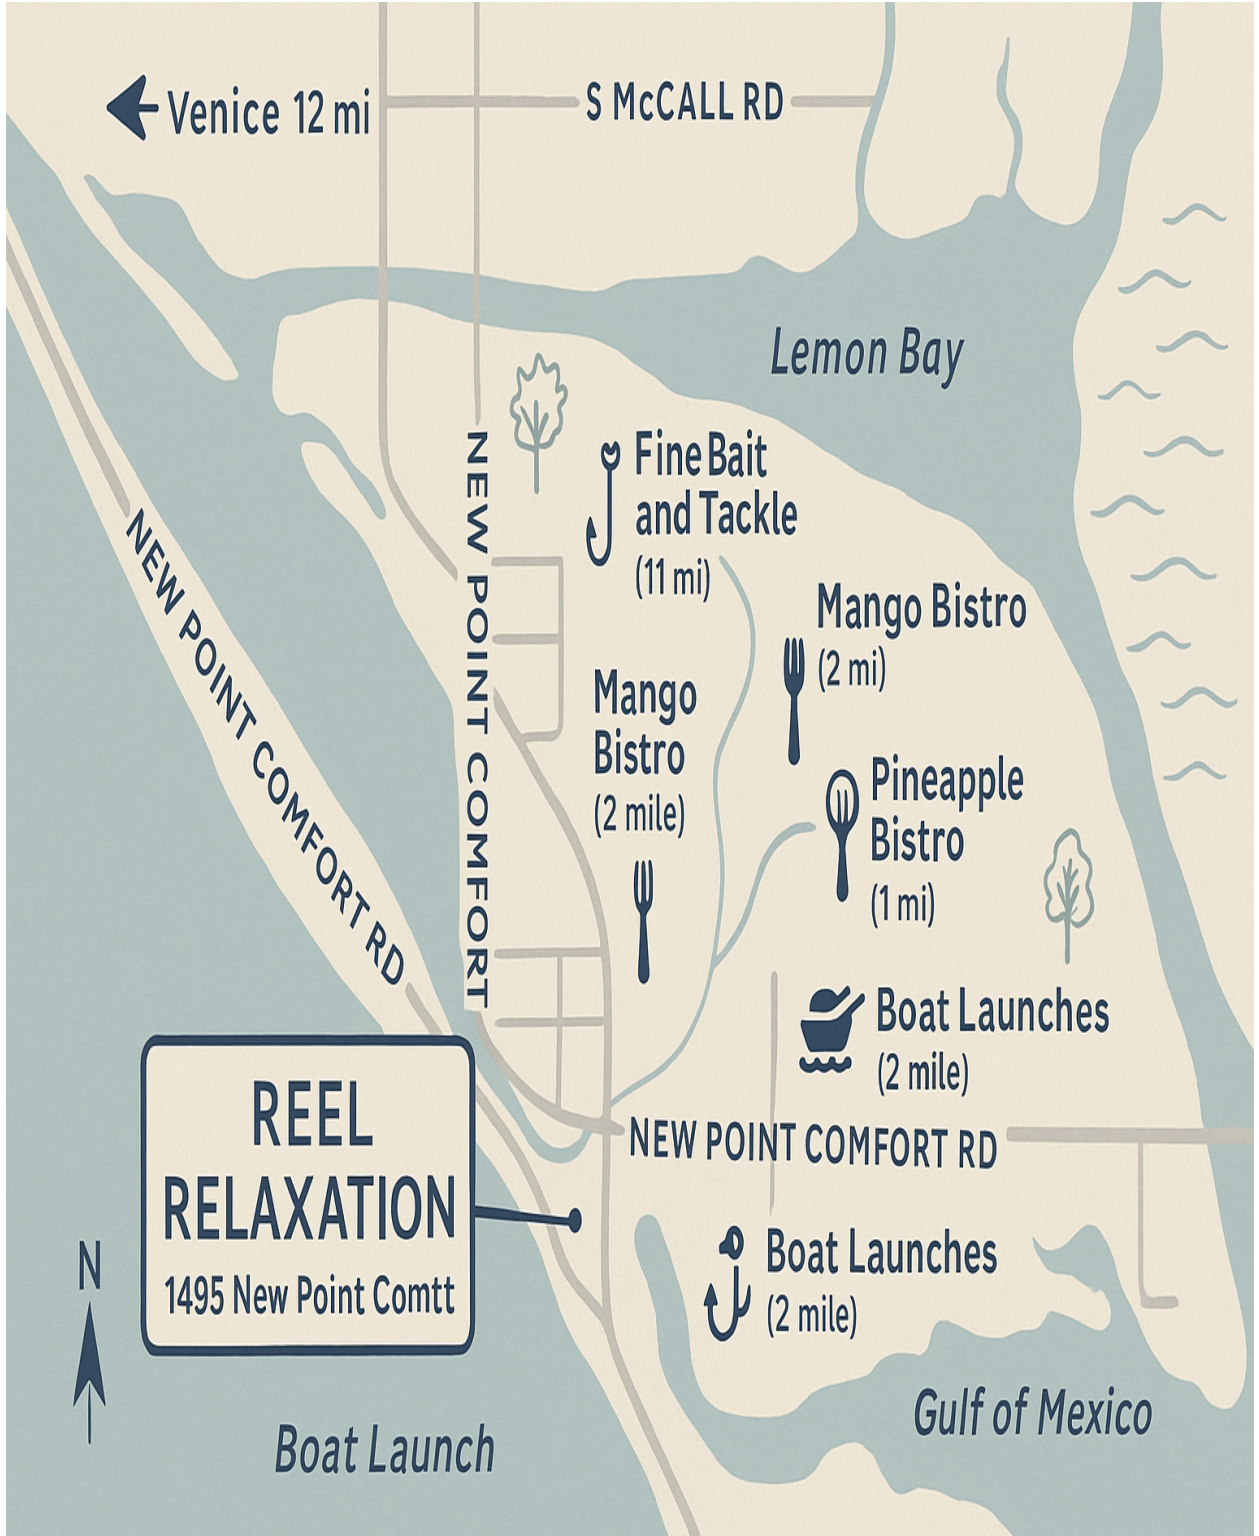 Venice 12 mi
S McCALL RD
Lemon Bay
Fine Bait
and Tackle
(11 mi)
NEW POINT COMFORT
NEW POINT COMFORT RD
Mango Bistro
(2 mi)
Mango
Bistro
(2 mile)
Pineapple
Bistro
(1 mi)
Boat Launches
(2 mile)
NEW POINT COMFORT RD
REEL
RELAXATION
1495 New Point Comtt
N
Boat Launches
(2 mile)
Gulf of Mexico
Boat Launch